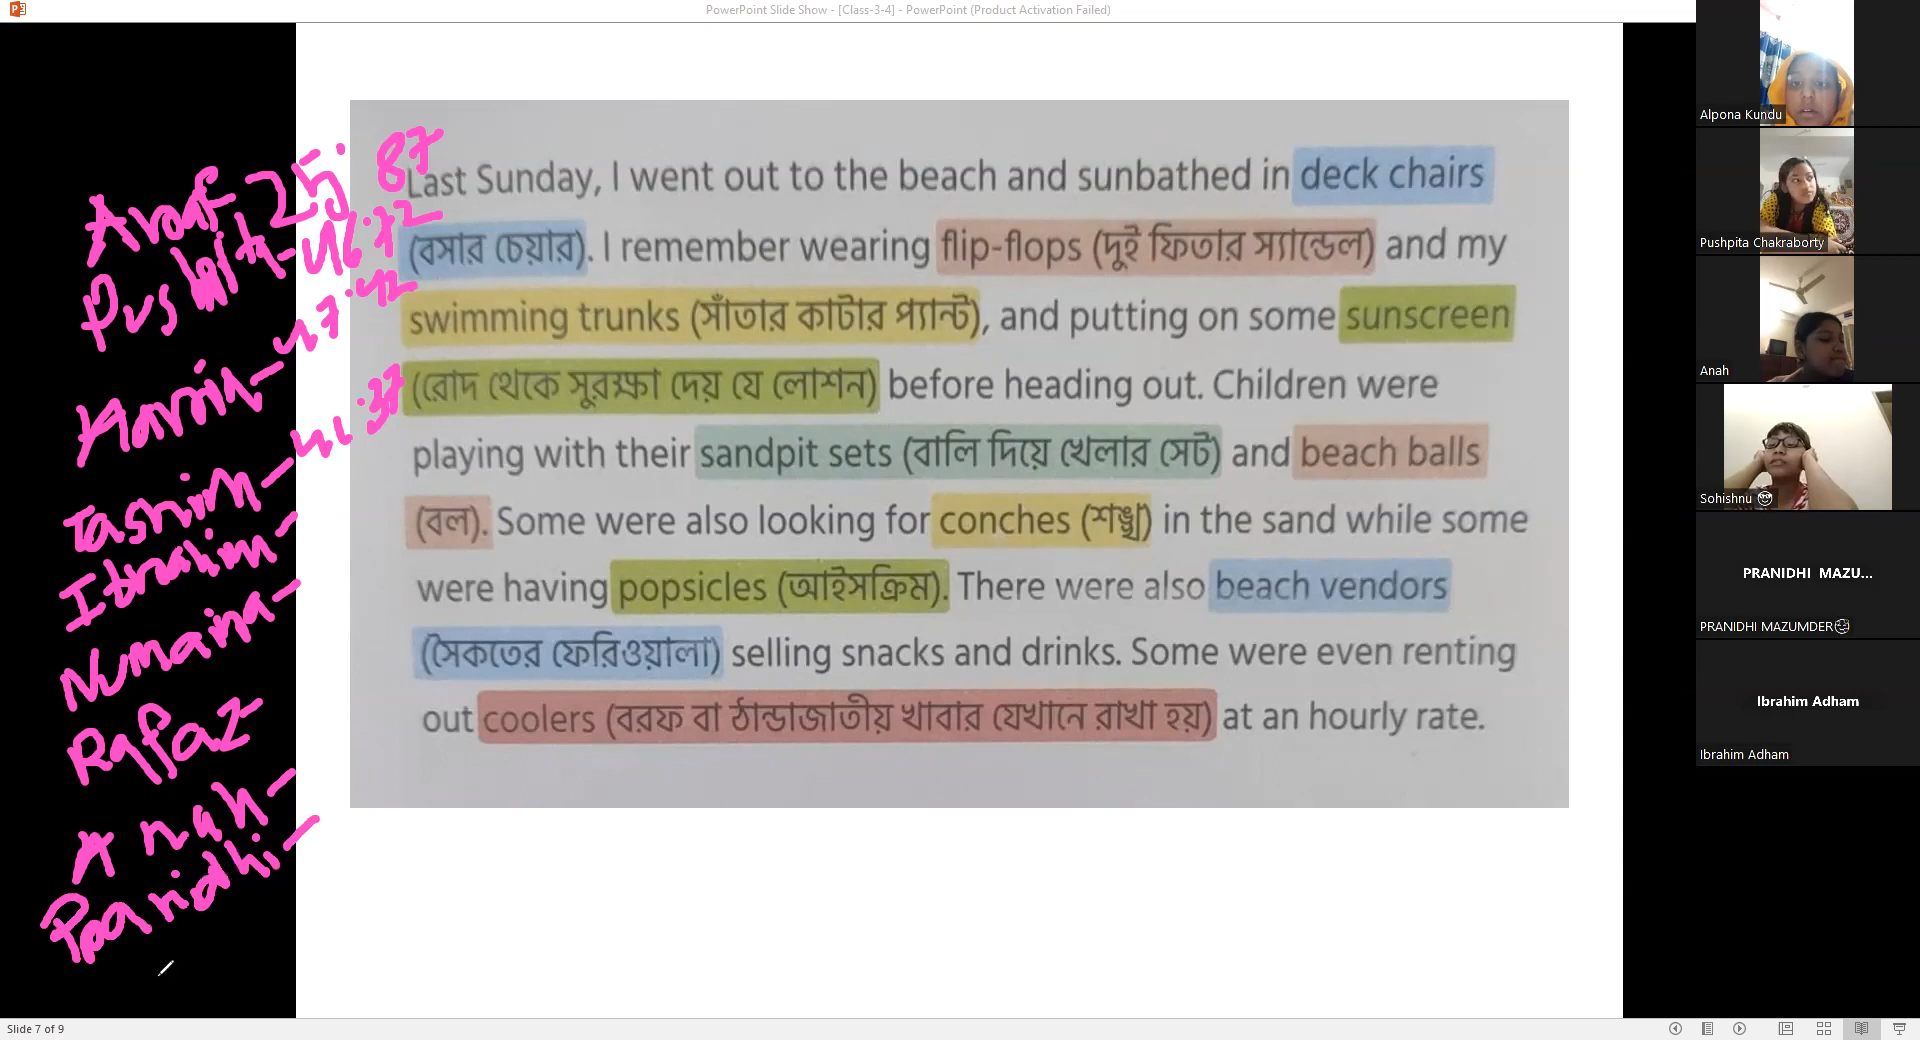 PowerPoint Slide Show - [Class-3-4] - PowerPoint (Product Activation Failed)
Last Sunday, I went out to the beach and sunbathed in deck chairs
(বসার চেয়ার). I remember wearing flip-flops (দুই ফিতার স্যান্ডেল) and my
swimming trunks (সাঁতার কাটার প্যান্ট), and putting on some sunscreen
(রোদ থেকে সুরক্ষা দেয় যে লোশন) before heading out. Children were
playing with their sandpit sets (বালি দিয়ে খেলার সেট) and beach balls
(বল). Some were also looking for conches (শঙ্খ) in the sand while some
were having popsicles (আইসক্রিম). There were also beach vendors
(সৈকতের ফেরিওয়ালা) selling snacks and drinks. Some were even renting
out coolers (বরফ বা ঠান্ডাজাতীয় খাবার যেখানে রাখা হয়) at an hourly rate.
Araaf - 25. 87
Ibrahim -
Numana -
Rafaz -
Anah -
Alpona Kundu
Pushpita Chakraborty
Anah
Sohishnu
PRANIDHI MAZU...
PRANIDHI MAZUMDER
Ibrahim Adham
Ibrahim Adham
Slide 7 of 9